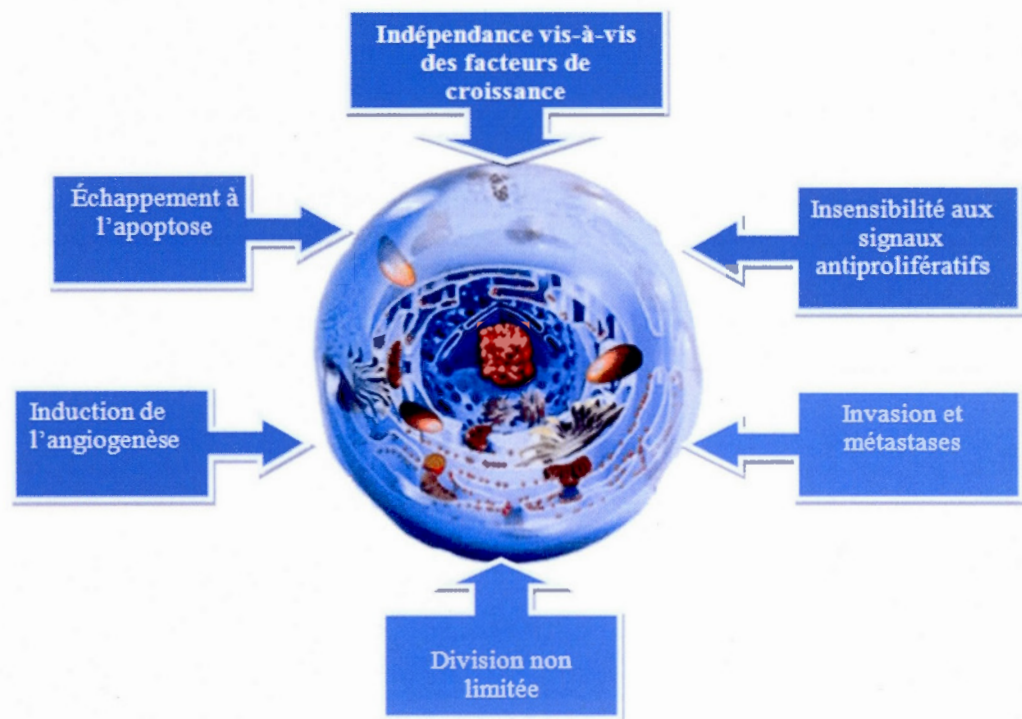 Indépendance vis-à-vis
des facteurs de
croissance
Échappement à
l'apoptose
Insensibilité aux
signaux
antiprolifératifs
Induction de
l'angiogenèse
Invasion et
métastases
Division non
limitée